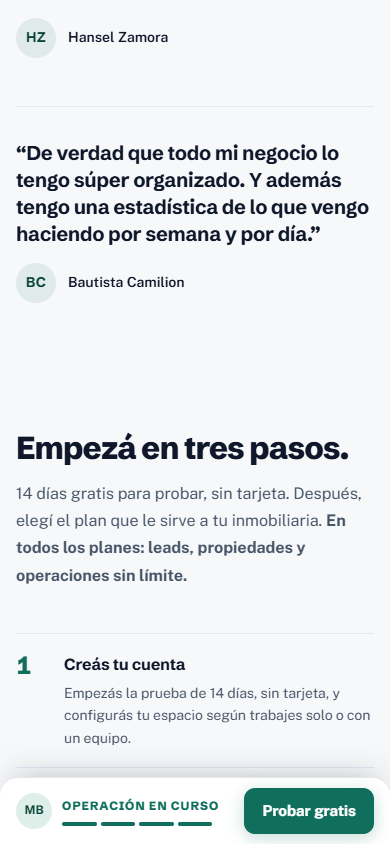 HZ
Hansel Zamora
“De verdad que todo mi negocio lo
tengo súper organizado. Y además
tengo una estadística de lo que vengo
haciendo por semana y por día.”
BC
Bautista Camilion
Empezá en tres pasos.
14 días gratis para probar, sin tarjeta. Después,
elegí el plan que le sirve a tu inmobiliaria. En
todos los planes: leads, propiedades y
operaciones sin límite.
1
Creás tu cuenta
Empezás la prueba de 14 días, sin tarjeta, y
configurás tu espacio según trabajes solo o con
un equipo.
MB
OPERACIÓN EN CURSO
Probar gratis